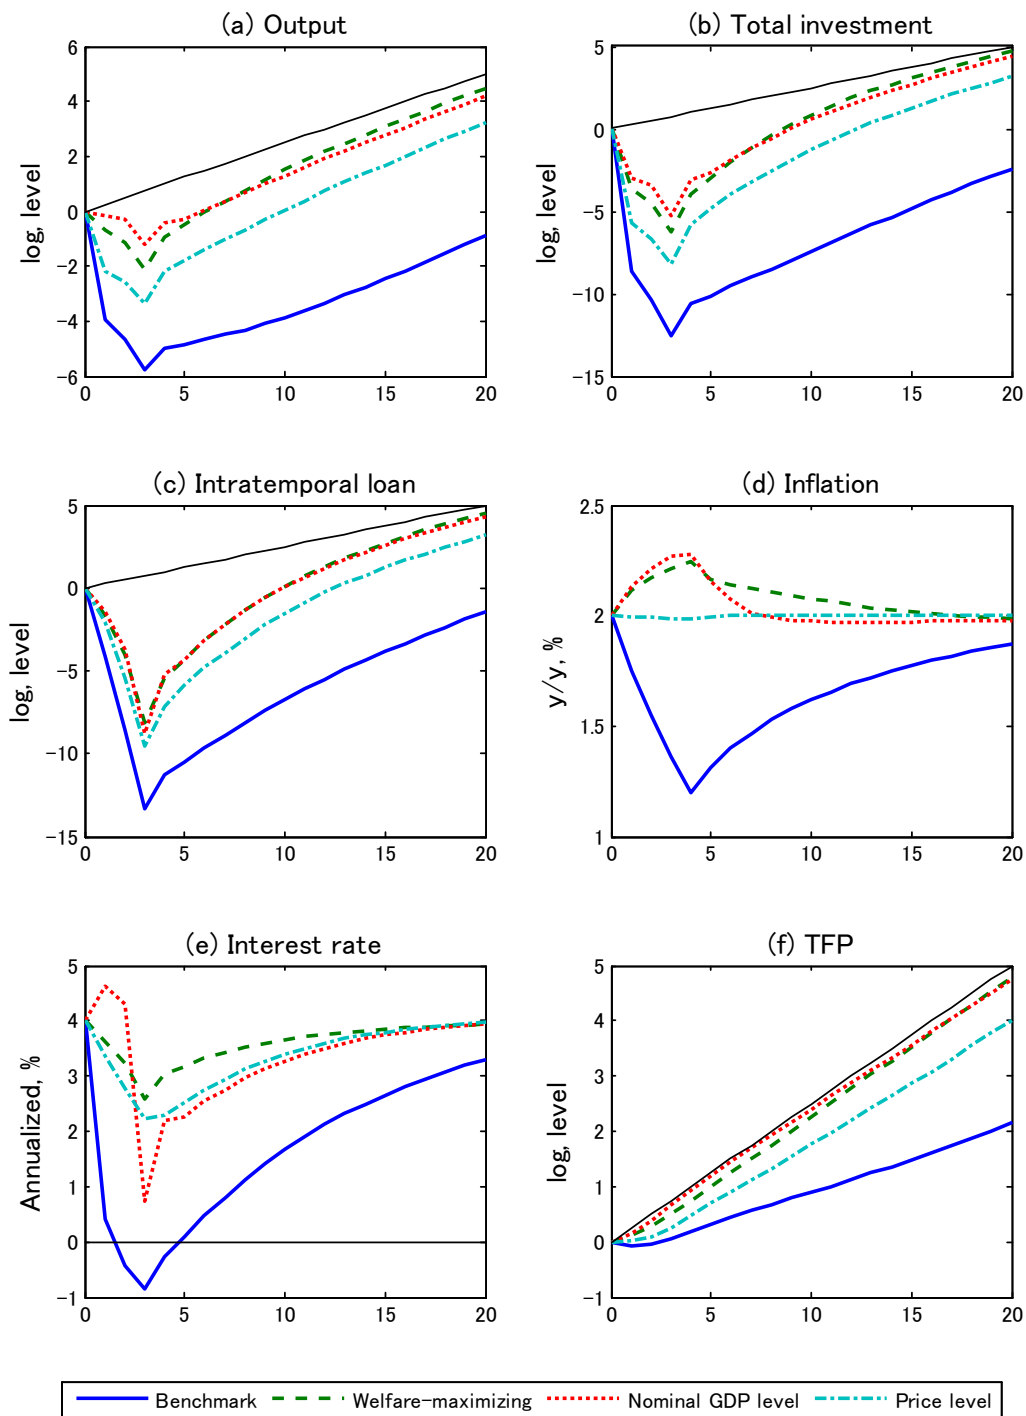 (a) Output
log, level
6
4
2
0
−2
−4
−6
0 5 10 15 20
(b) Total investment
log, level
5
0
−5
−10
−15
0 5 10 15 20
(c) Intratemporal loan
log, level
5
0
−5
−10
−15
0 5 10 15 20
(d) Inflation
y/y, %
2.5
2
1.5
1
0 5 10 15 20
(e) Interest rate
Annualized, %
5
4
3
2
1
0
−1
0 5 10 15 20
(f) TFP
log, level
5
4
3
2
1
0
−1
0 5 10 15 20
Benchmark Welfare−maximizing Nominal GDP level Price level